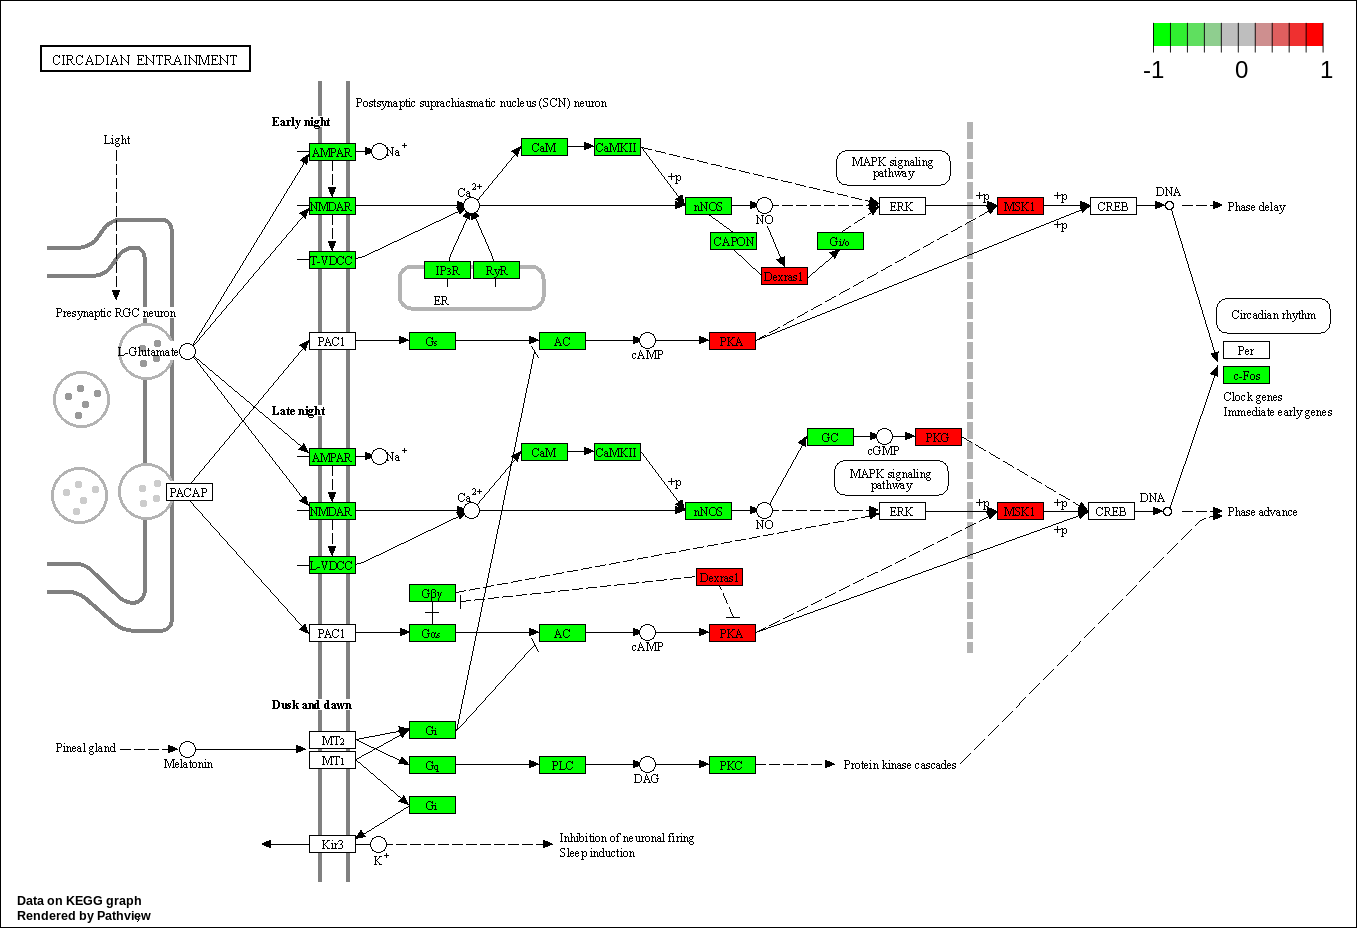 CIRCADIAN ENTRAINMENT
-1 0 1
Postsynaptic suprachiasmatic nucleus (SCN) neuron
Early night
Light
AMPAR
Na+
CaM
CaMKII
MAPK signaling
pathway
+p
Ca2+
NMDAR
nNOS
NO
ERK
+p
MSK1
+p
CREB
DNA
Phase delay
+p
CAPON
Gi/o
T-VDCC
IP3R
RyR
Dexras1
ER
Presynaptic RGC neuron
Circadian rhythm
L-Glutamate
PAC1
Gs
AC
cAMP
PKA
Per
c-Fos
Clock genes
Immediate early genes
Late night
AMPAR
Na+
CaM
CaMKII
GC
cGMP
PKG
MAPK signaling
pathway
+p
PACAP
Ca2+
NMDAR
nNOS
NO
ERK
+p
MSK1
+p
CREB
DNA
Phase advance
+p
L-VDCC
Dexras1
Gβγ
PAC1
Gαs
AC
cAMP
PKA
Dusk and dawn
Gi
MT2
Pineal gland
Melatonin
MT1
Gq
PLC
DAG
PKC
Protein kinase cascades
Gi
Kir3
K+
Inhibition of neuronal firing
Sleep induction
Data on KEGG graph
Rendered by Pathview